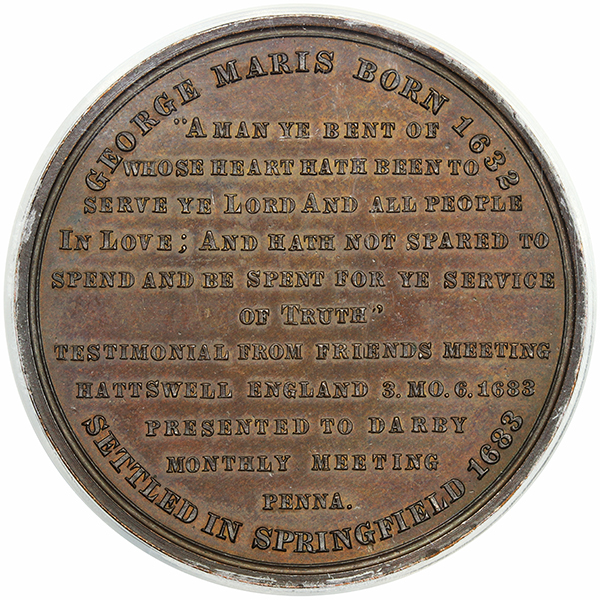 GEORGE MARIS BORN 1632
"A MAN YE BENT OF
WHOSE HEART HATH BEEN TO
SERVE YE LORD AND ALL PEOPLE
IN LOVE; AND HATH NOT SPARED TO
SPEND AND BE SPENT FOR YE SERVICE
OF TRUTH"
TESTIMONIAL FROM FRIENDS MEETING
HATTSWELL ENGLAND 3. MO. 6. 1683
PRESENTED TO DARBY
MONTHLY MEETING
PENNA.
SETTLED IN SPRINGFIELD 1683